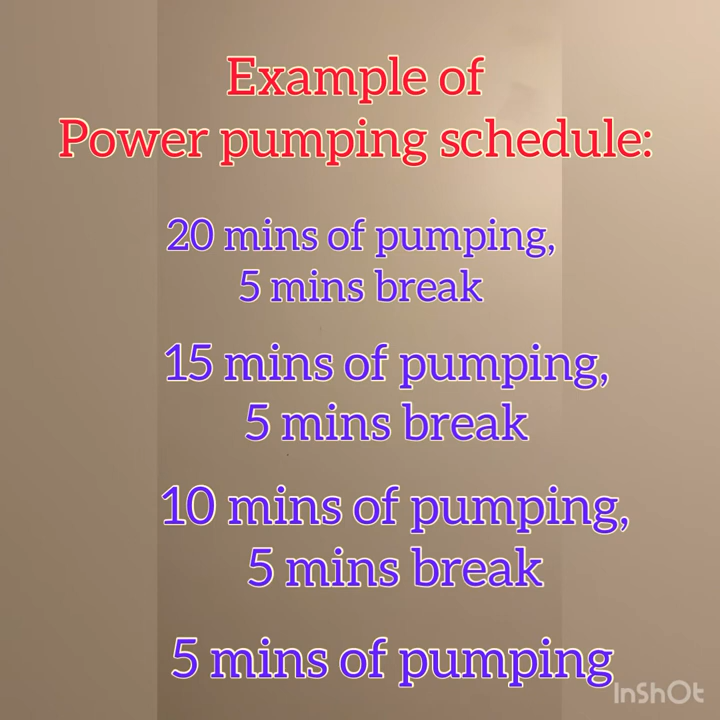 Example of
Power pumping schedule:
20 mins of pumping,
5 mins break
15 mins of pumping,
5 mins break
10 mins of pumping,
5 mins break
5 mins of pumping
InShOt